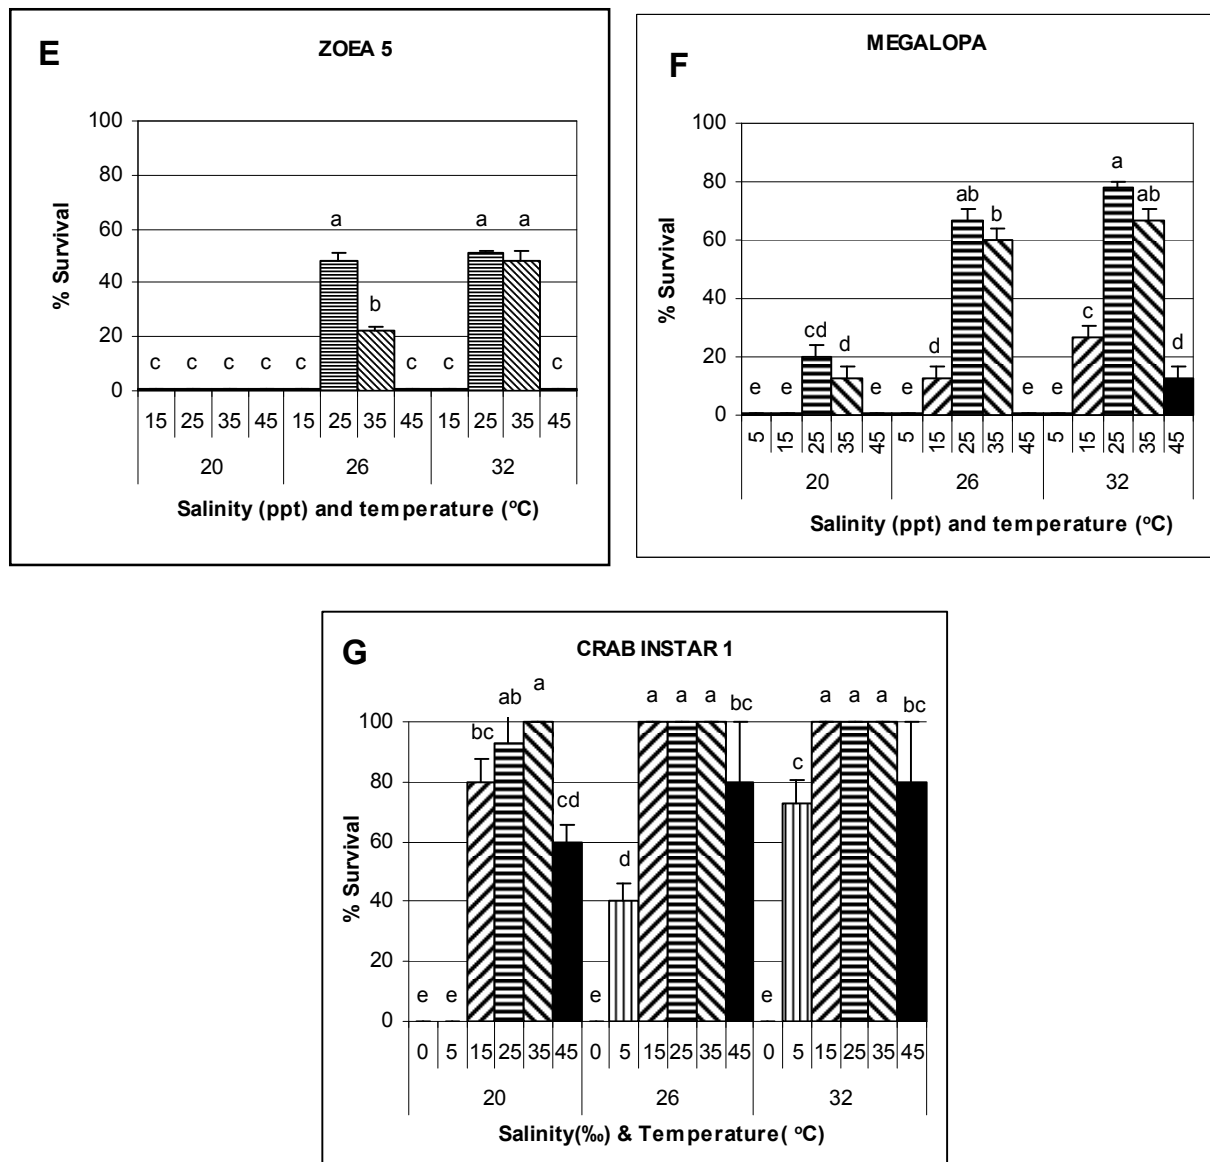 E
ZOEA 5
% Survival
100
80
60
40
20
0
c c c c c a b c c a a c
15 25 35 45 15 25 35 45 15 25 35 45
20 26 32
Salinity (ppt) and temperature (ºC)
F
MEGALOPA
% Survival
100
80
60
40
20
0
e e cd d e e d ab b e e c a ab d
5 15 25 35 45 5 15 25 35 45 5 15 25 35 45
20 26 32
Salinity (ppt) and temperature (ºC)
G
CRAB INSTAR 1
% Survival
100
80
60
40
20
0
e e bc ab a cd e d a a a bc e c a a a bc
0 5 15 25 35 45 0 5 15 25 35 45 0 5 15 25 35 45
20 26 32
Salinity(‰) & Temperature( ºC)